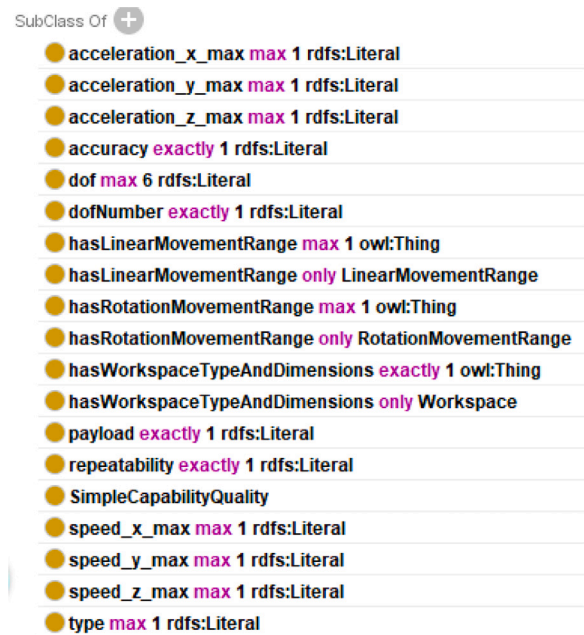 SubClass Of
acceleration_x_max max 1 rdfs:Literal
acceleration_y_max max 1 rdfs:Literal
acceleration_z_max max 1 rdfs:Literal
accuracy exactly 1 rdfs:Literal
dof max 6 rdfs:Literal
dofNumber exactly 1 rdfs:Literal
hasLinearMovementRange max 1 owl:Thing
hasLinearMovementRange only LinearMovementRange
hasRotationMovementRange max 1 owl:Thing
hasRotationMovementRange only RotationMovementRange
hasWorkspaceTypeAndDimensions exactly 1 owl:Thing
hasWorkspaceTypeAndDimensions only Workspace
payload exactly 1 rdfs:Literal
repeatability exactly 1 rdfs:Literal
SimpleCapabilityQuality
speed_x_max max 1 rdfs:Literal
speed_y_max max 1 rdfs:Literal
speed_z_max max 1 rdfs:Literal
type max 1 rdfs:Literal